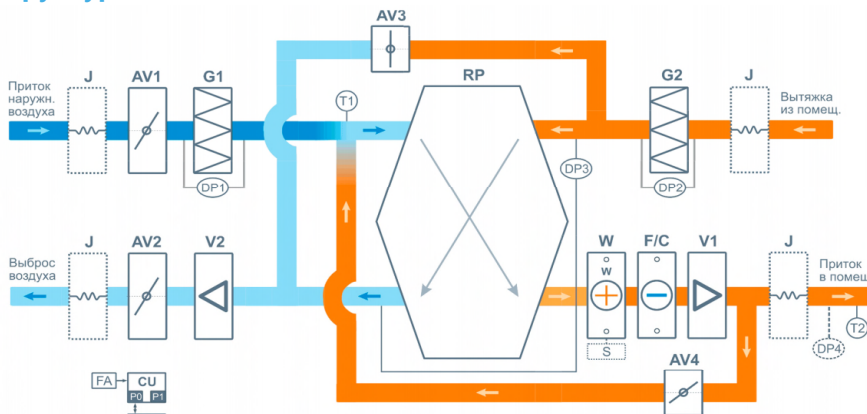 AV3
J
AV1
G1
RP
G2
J
Приток
наружн.
воздуха
T1
Вытяжка
из помещ.
DP1
DP3
DP2
Выброс
воздуха
J
AV2
V2
W
F/C
V1
J
Приток
в помещ
w
S
DP4
T2
AV4
FA
CU
P0 P1